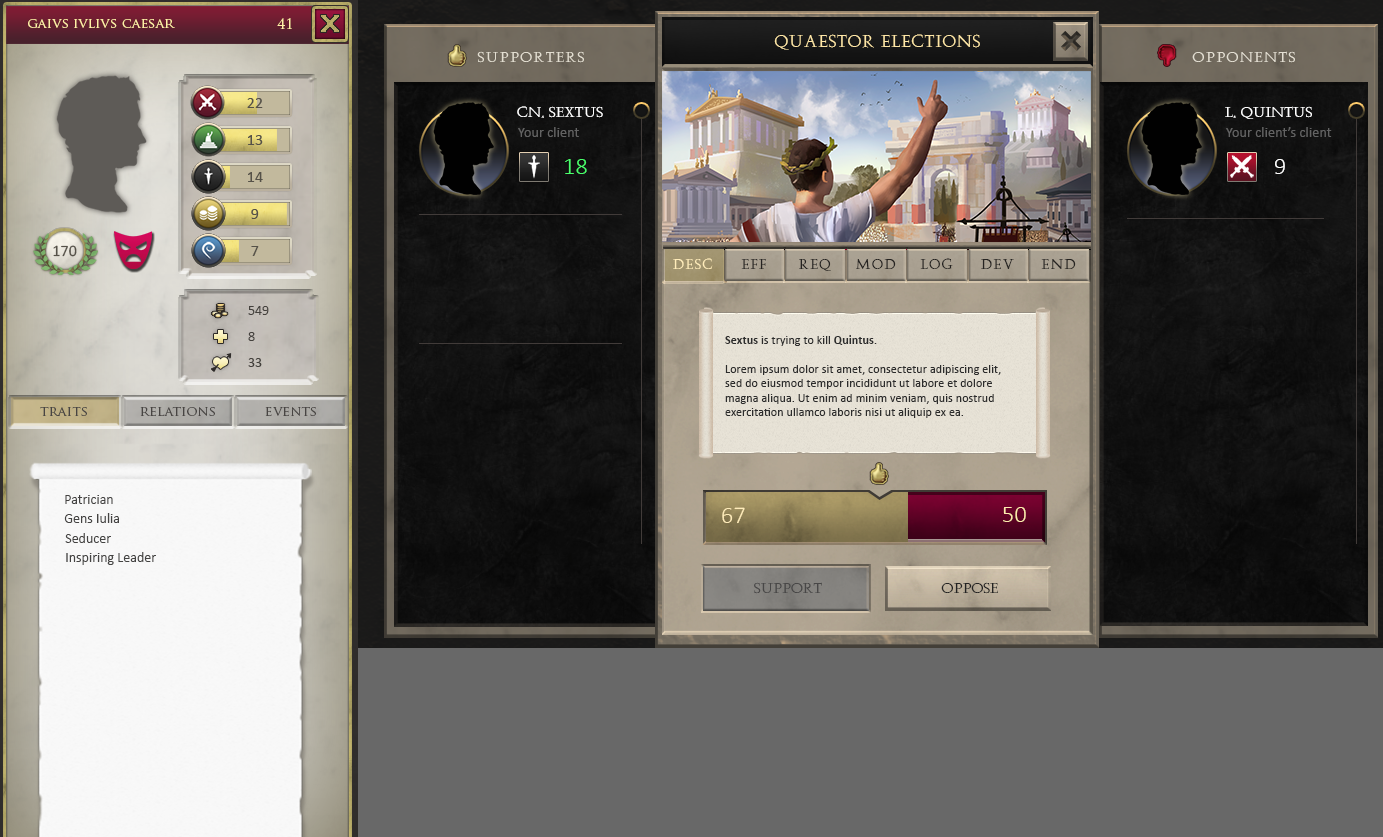 GAIVS IVLIVS CAESAR 41
22
13
14
9
7
170
549
8
33
TRAITS RELATIONS EVENTS
Patrician
Gens Iulia
Seducer
Inspiring Leader
SUPPORTERS
CN. SEXTUS
Your client
18
QUAESTOR ELECTIONS
DESC EFF REQ MOD LOG DEV END
Sextus is trying to kill Quintus.
Lorem ipsum dolor sit amet, consectetur adipiscing elit,
sed do eiusmod tempor incididunt ut labore et dolore
magna aliqua. Ut enim ad minim veniam, quis nostrud
exercitation ullamco laboris nisi ut aliquip ex ea.
67 50
SUPPORT OPPOSE
OPPONENTS
L. QUINTUS
Your client's client
9